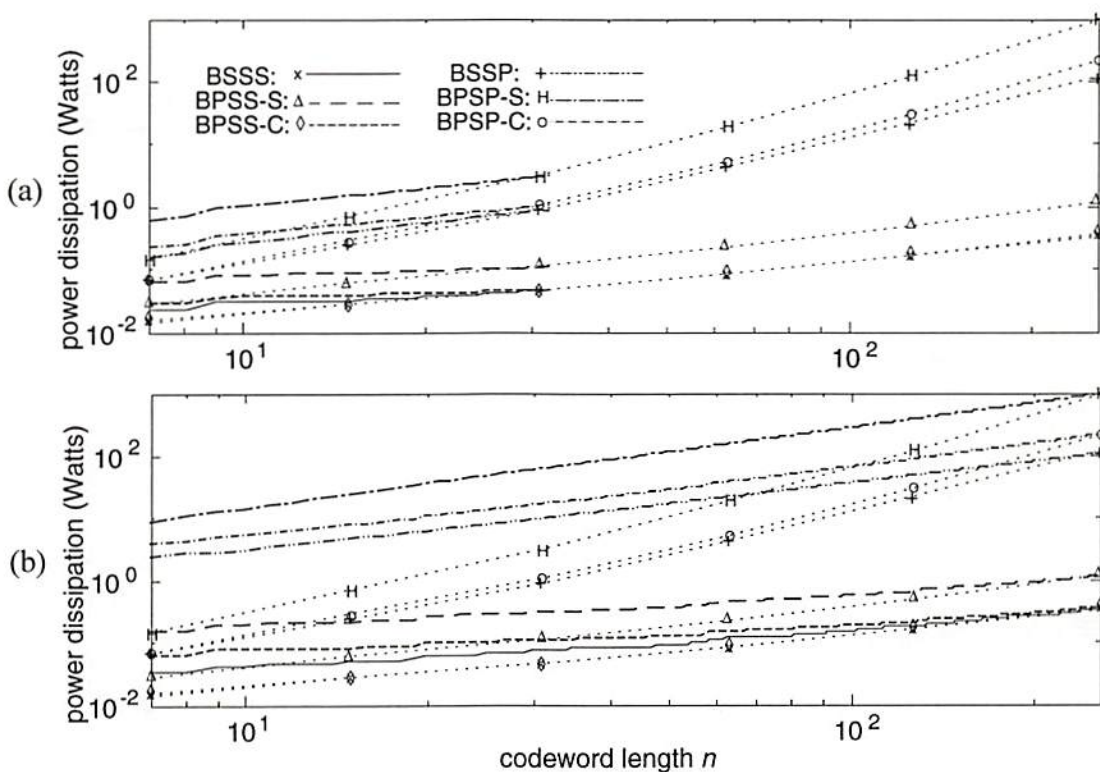 (a)
power dissipation (Watts)
10^2
10^0
10^-2
BSSS:
BPSS-S:
BPSS-C:
BSSP:
BPSP-S:
BPSP-C:
10^1
10^2
(b)
power dissipation (Watts)
10^2
10^0
10^-2
10^1
10^2
codeword length n